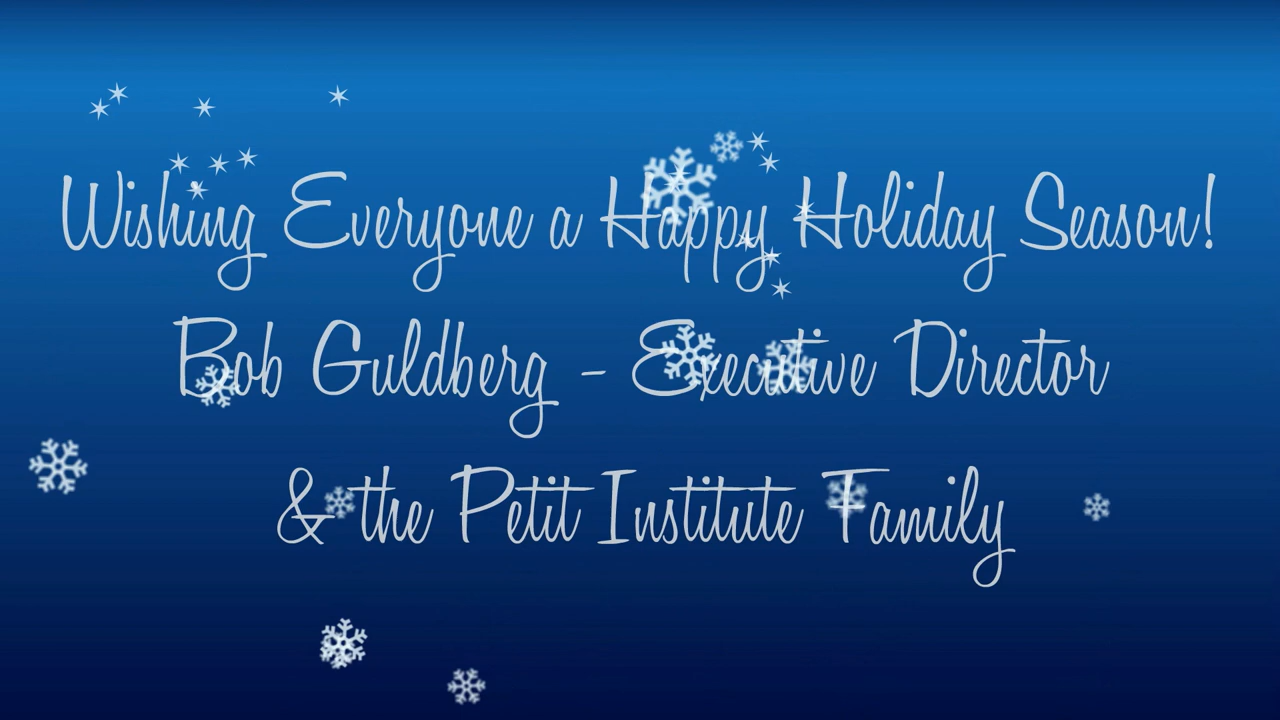 Wishing Everyone a Happy Holiday Season!
Bob Guldberg - Executive Director
& the Petit Institute Family